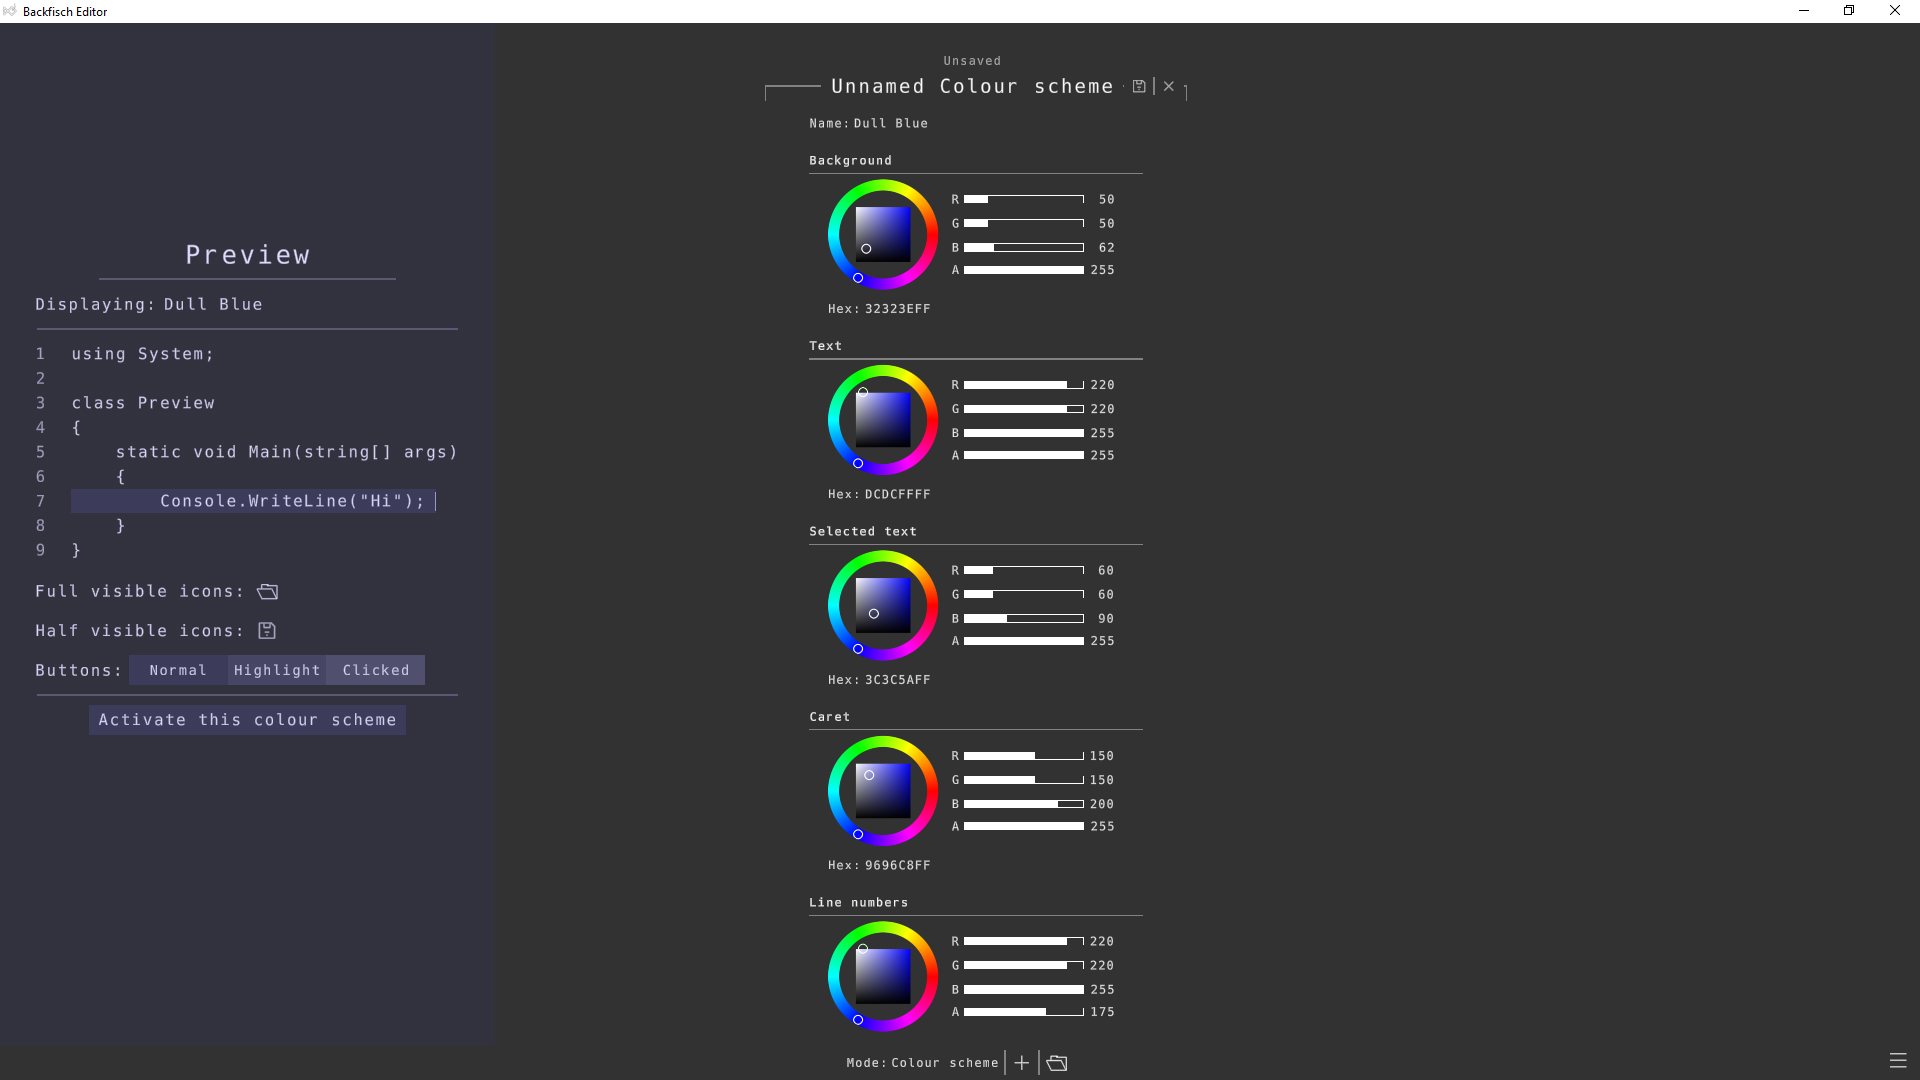 Backfisch Editor
Preview
Displaying: Dull Blue
1 using System;
2
3 class Preview
4 {
5     static void Main(string[] args)
6     {
7         Console.WriteLine("Hi");
8     }
9 }
Full visible icons:
Half visible icons:
Buttons: Normal Highlight Clicked
Activate this colour scheme
Unsaved
Unnamed Colour scheme
Name: Dull Blue
Background
R 50
G 50
B 62
A 255
Hex: 32323EFF
Text
R 220
G 220
B 255
A 255
Hex: DCDCFFFF
Selected text
R 60
G 60
B 90
A 255
Hex: 3C3C5AFF
Caret
R 150
G 150
B 200
A 255
Hex: 9696C8FF
Line numbers
R 220
G 220
B 255
A 175
Mode: Colour scheme